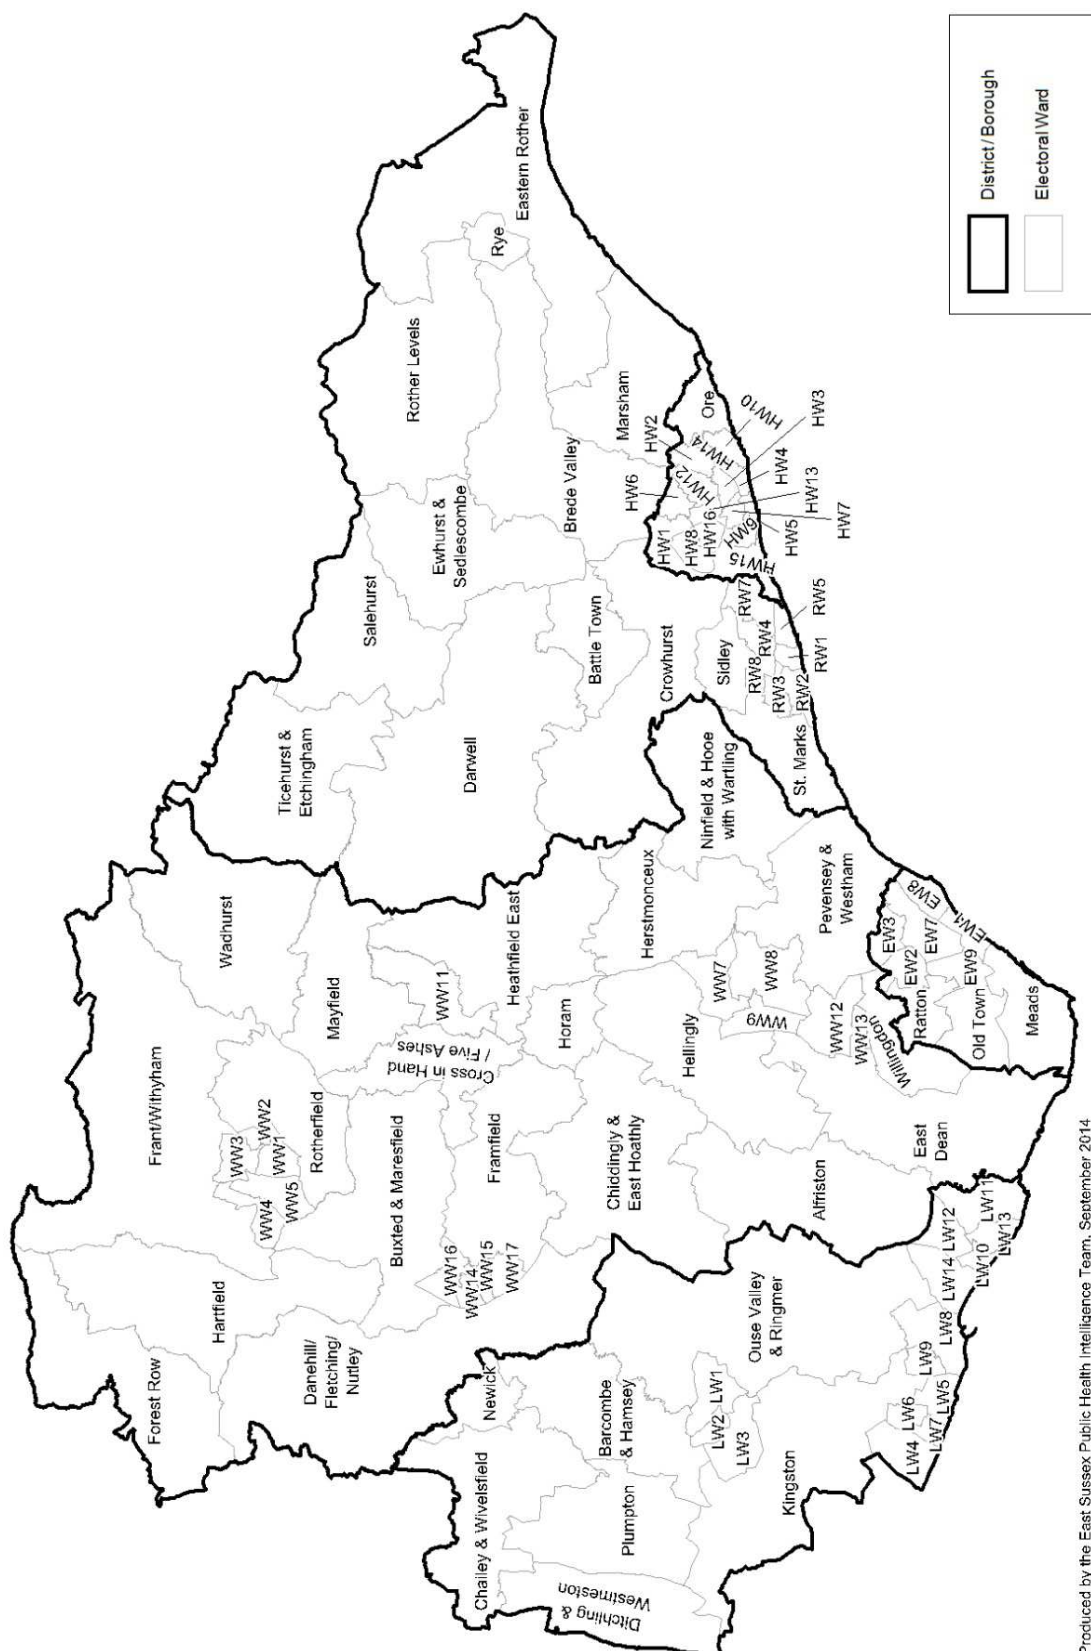 Forest Row
Hartfield
Frant/Withyham
Wadhurst
Danehill/
Fletching/
Nutley
WW4
WW3
WW5
WW1
WW2
Rotherfield
Mayfield
Ticehurst &
Etchingham
Salehurst
Rother Levels
Chailey & Wivelsfield
Newick
Buxted & Maresfield
Cross in Hand
/ Five Ashes
WW11
WW16
WW14
WW15
WW17
Framfield
Heathfield East
Darwell
Ewhurst &
Sedlescombe
Rye
Eastern Rother
Ditchling &
Westmeston
Plumpton
Barcombe
& Hamsey
Chiddingly &
East Hoathly
Horam
Herstmonceux
Battle Town
Brede Valley
Marsham
LW2
LW1
LW3
Ouse Valley
& Ringmer
Kingston
Hellingly
WW7
WW9
WW8
Ninfield & Hooe
with Wartling
Crowhurst
Sidley
RW7
RW8
RW4
RW3
RW2
RW1
RW5
St. Marks
HW6
HW2
HW1
HW12
HW14
Ore
HW8
HW16
HW10
HW9
HW15
HW3
HW4
HW13
HW7
HW5
Alfriston
WW12
WW13
Willingdon
Pevensey &
Westham
East
Dean
EW3
EW8
EW2
EW7
EW1
Ratton
EW9
Old Town
Meads
LW4
LW6
LW7
LW5
LW9
LW8
LW14
LW12
LW10
LW11
LW13
District / Borough
Electoral Ward
Produced by the East Sussex Public Health Intelligence Team, September 2014